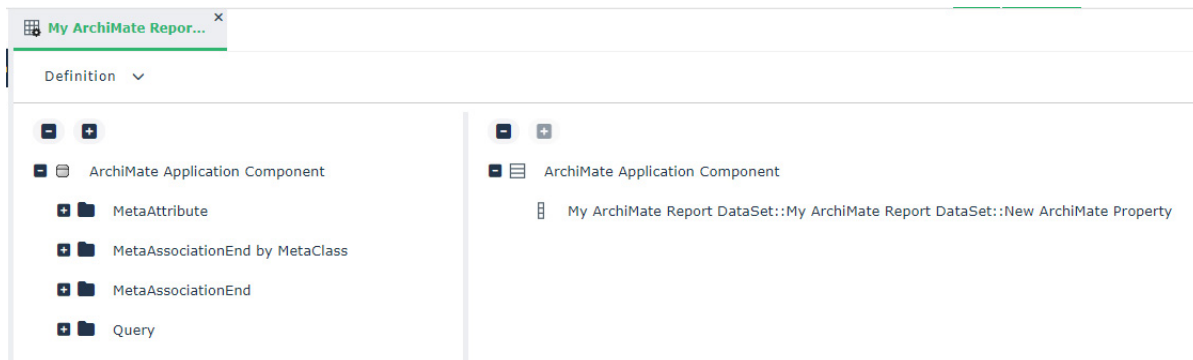 My ArchiMate Repor...
Definition
ArchiMate Application Component
MetaAttribute
MetaAssociationEnd by MetaClass
MetaAssociationEnd
Query
ArchiMate Application Component
My ArchiMate Report DataSet::My ArchiMate Report DataSet::New ArchiMate Property